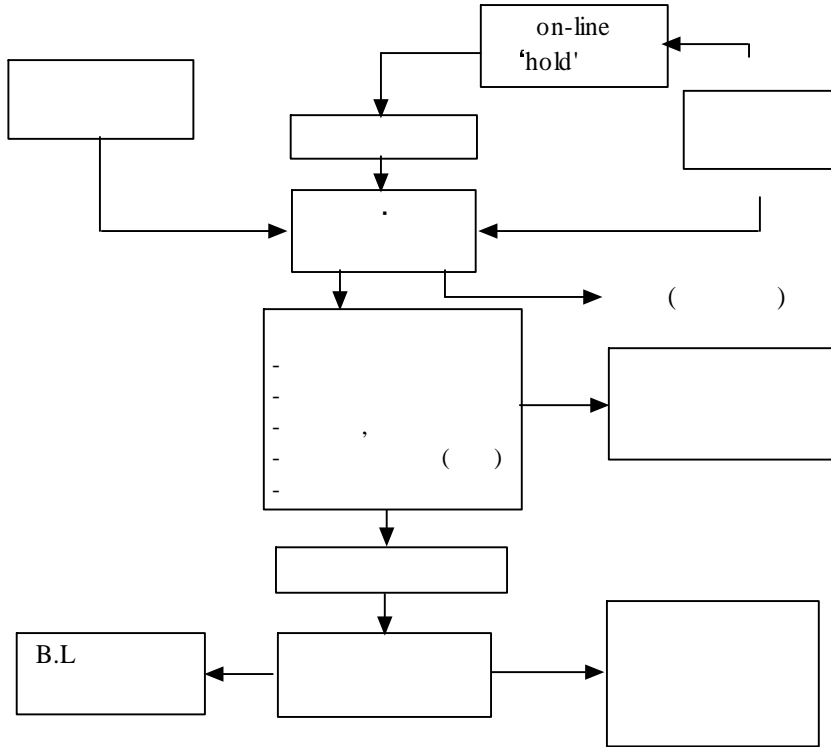 on-line
‘hold'
·
( )
-
-
- ,
- ( )
-
B.L